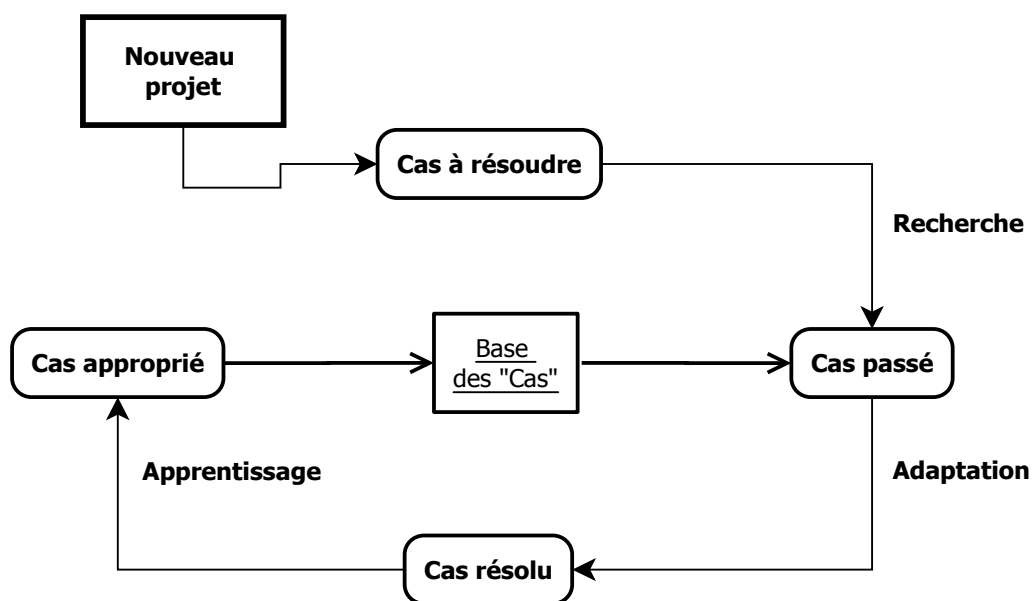 Nouveau
projet
Cas à résoudre
Recherche
Cas approprié
Base
des "Cas"
Cas passé
Apprentissage
Adaptation
Cas résolu